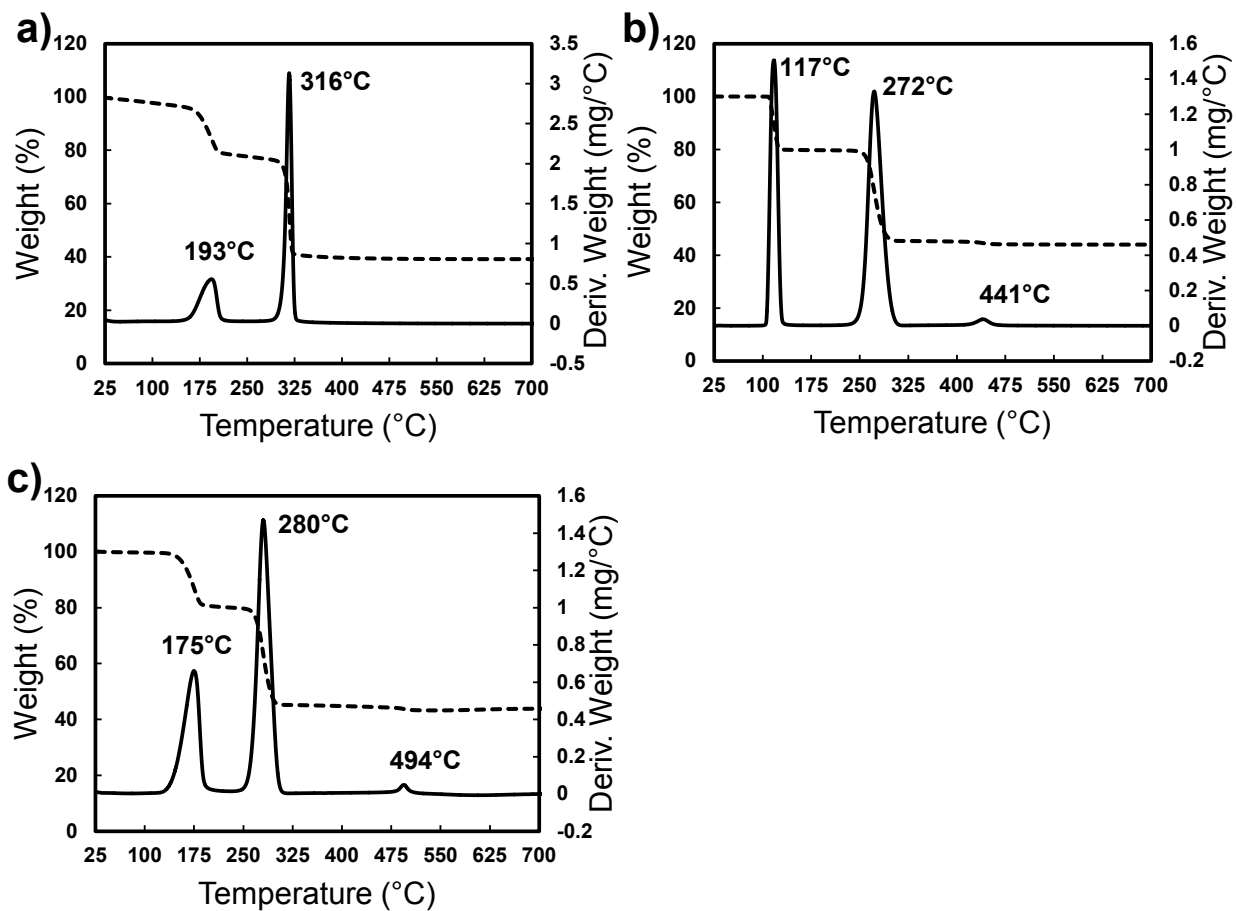 a)
120
100
80
60
40
20
0
Weight (%)
193°C
316°C
3.5
3
2.5
2
1.5
1
0.5
0
-0.5
Deriv. Weight (mg/°C)
25 100 175 250 325 400 475 550 625 700
Temperature (°C)
b)
120
100
80
60
40
20
0
Weight (%)
117°C
272°C
441°C
1.6
1.4
1.2
1
0.8
0.6
0.4
0.2
0
-0.2
Deriv. Weight (mg/°C)
25 100 175 250 325 400 475 550 625 700
Temperature (°C)
c)
120
100
80
60
40
20
0
Weight (%)
175°C
280°C
494°C
1.6
1.4
1.2
1
0.8
0.6
0.4
0.2
0
-0.2
Deriv. Weight (mg/°C)
25 100 175 250 325 400 475 550 625 700
Temperature (°C)